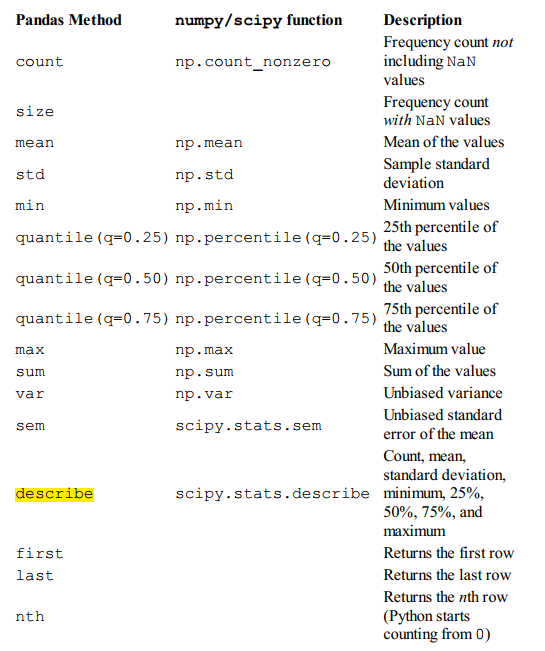 Pandas Method numpy/scipy function Description
count np.count_nonzero Frequency count not
including NaN
values
size Frequency count
with NaN values
mean np.mean Mean of the values
std np.std Sample standard
deviation
min np.min Minimum values
quantile(q=0.25) np.percentile(q=0.25) 25th percentile of
the values
quantile(q=0.50) np.percentile(q=0.50) 50th percentile of
the values
quantile(q=0.75) np.percentile(q=0.75) 75th percentile of
the values
max np.max Maximum value
sum np.sum Sum of the values
var np.var Unbiased variance
sem scipy.stats.sem Unbiased standard
error of the mean
describe scipy.stats.describe Count, mean,
standard deviation,
minimum, 25%,
50%, 75%, and
maximum
first Returns the first row
last Returns the last row
nth Returns the nth row
(Python starts
counting from 0)